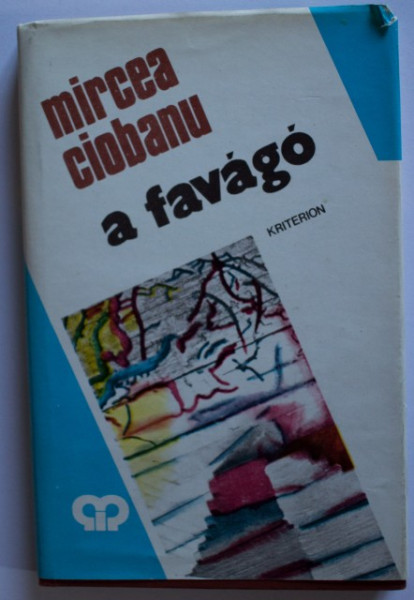 mircea
ciobanu
a favágó
KRITERION